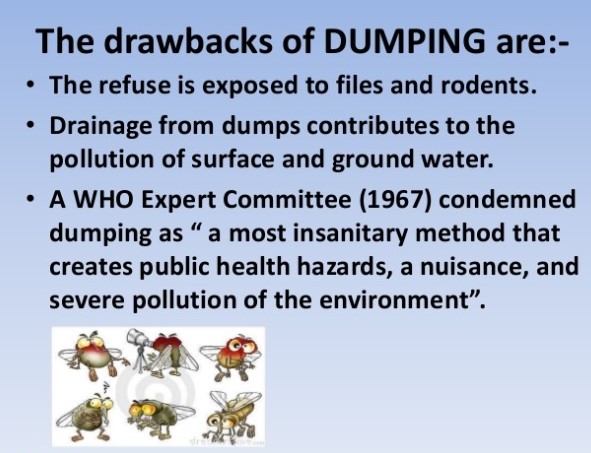 The drawbacks of DUMPING are:-
• The refuse is exposed to files and rodents.
• Drainage from dumps contributes to the
pollution of surface and ground water.
• A WHO Expert Committee (1967) condemned
dumping as “ a most insanitary method that
creates public health hazards, a nuisance, and
severe pollution of the environment”.